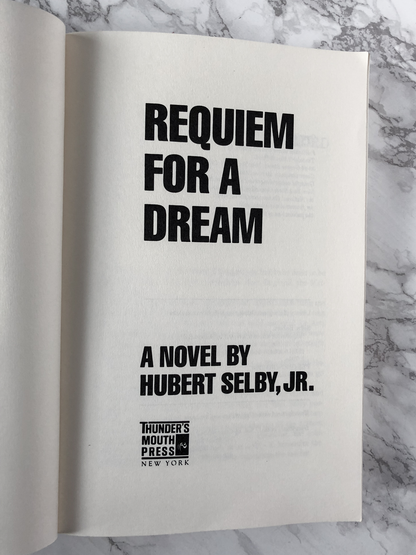 REQUIEM
FOR A
DREAM
A NOVEL BY
HUBERT SELBY, JR.
THUNDER'S
MOUTH
PRESS
NEW YORK